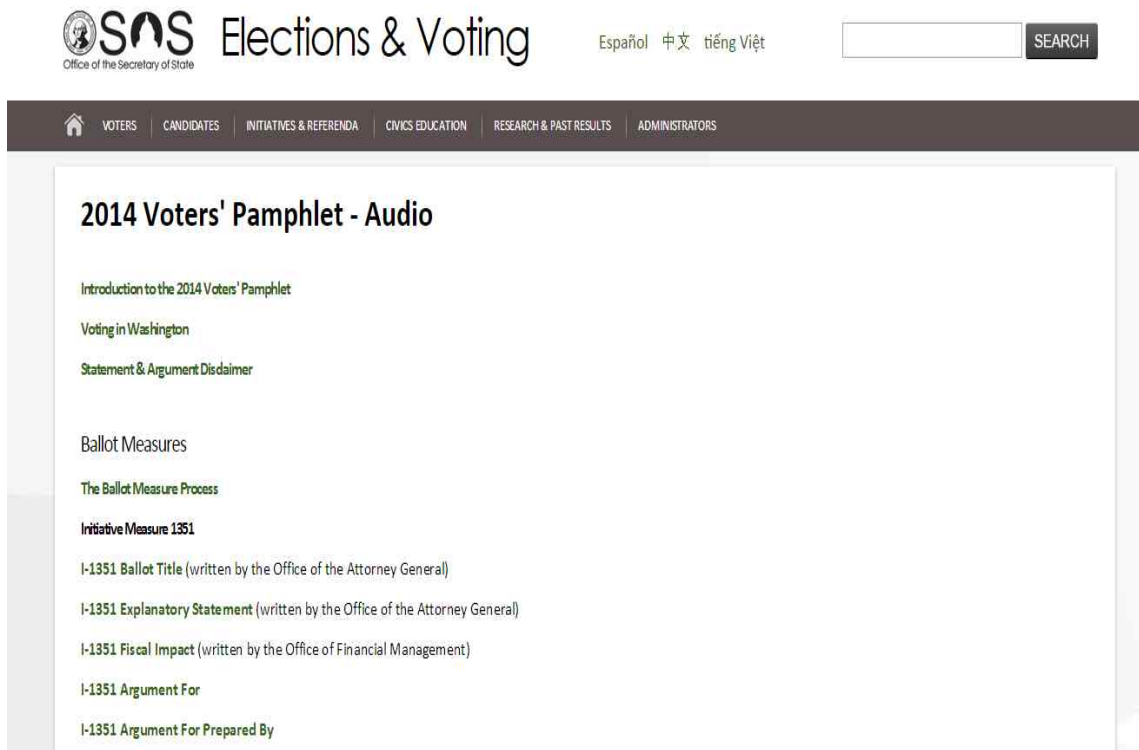 SOS
Office of the Secretary of State
Elections & Voting
Español 中文 tiếng Việt
SEARCH
VOTERS CANDIDATES INITIATIVES & REFERENDA CIVICS EDUCATION RESEARCH & PAST RESULTS ADMINISTRATORS
2014 Voters' Pamphlet - Audio
Introduction to the 2014 Voters' Pamphlet
Voting in Washington
Statement & Argument Disclaimer
Ballot Measures
The Ballot Measure Process
Initiative Measure 1351
I-1351 Ballot Title (written by the Office of the Attorney General)
I-1351 Explanatory Statement (written by the Office of the Attorney General)
I-1351 Fiscal Impact (written by the Office of Financial Management)
I-1351 Argument For
I-1351 Argument For Prepared By